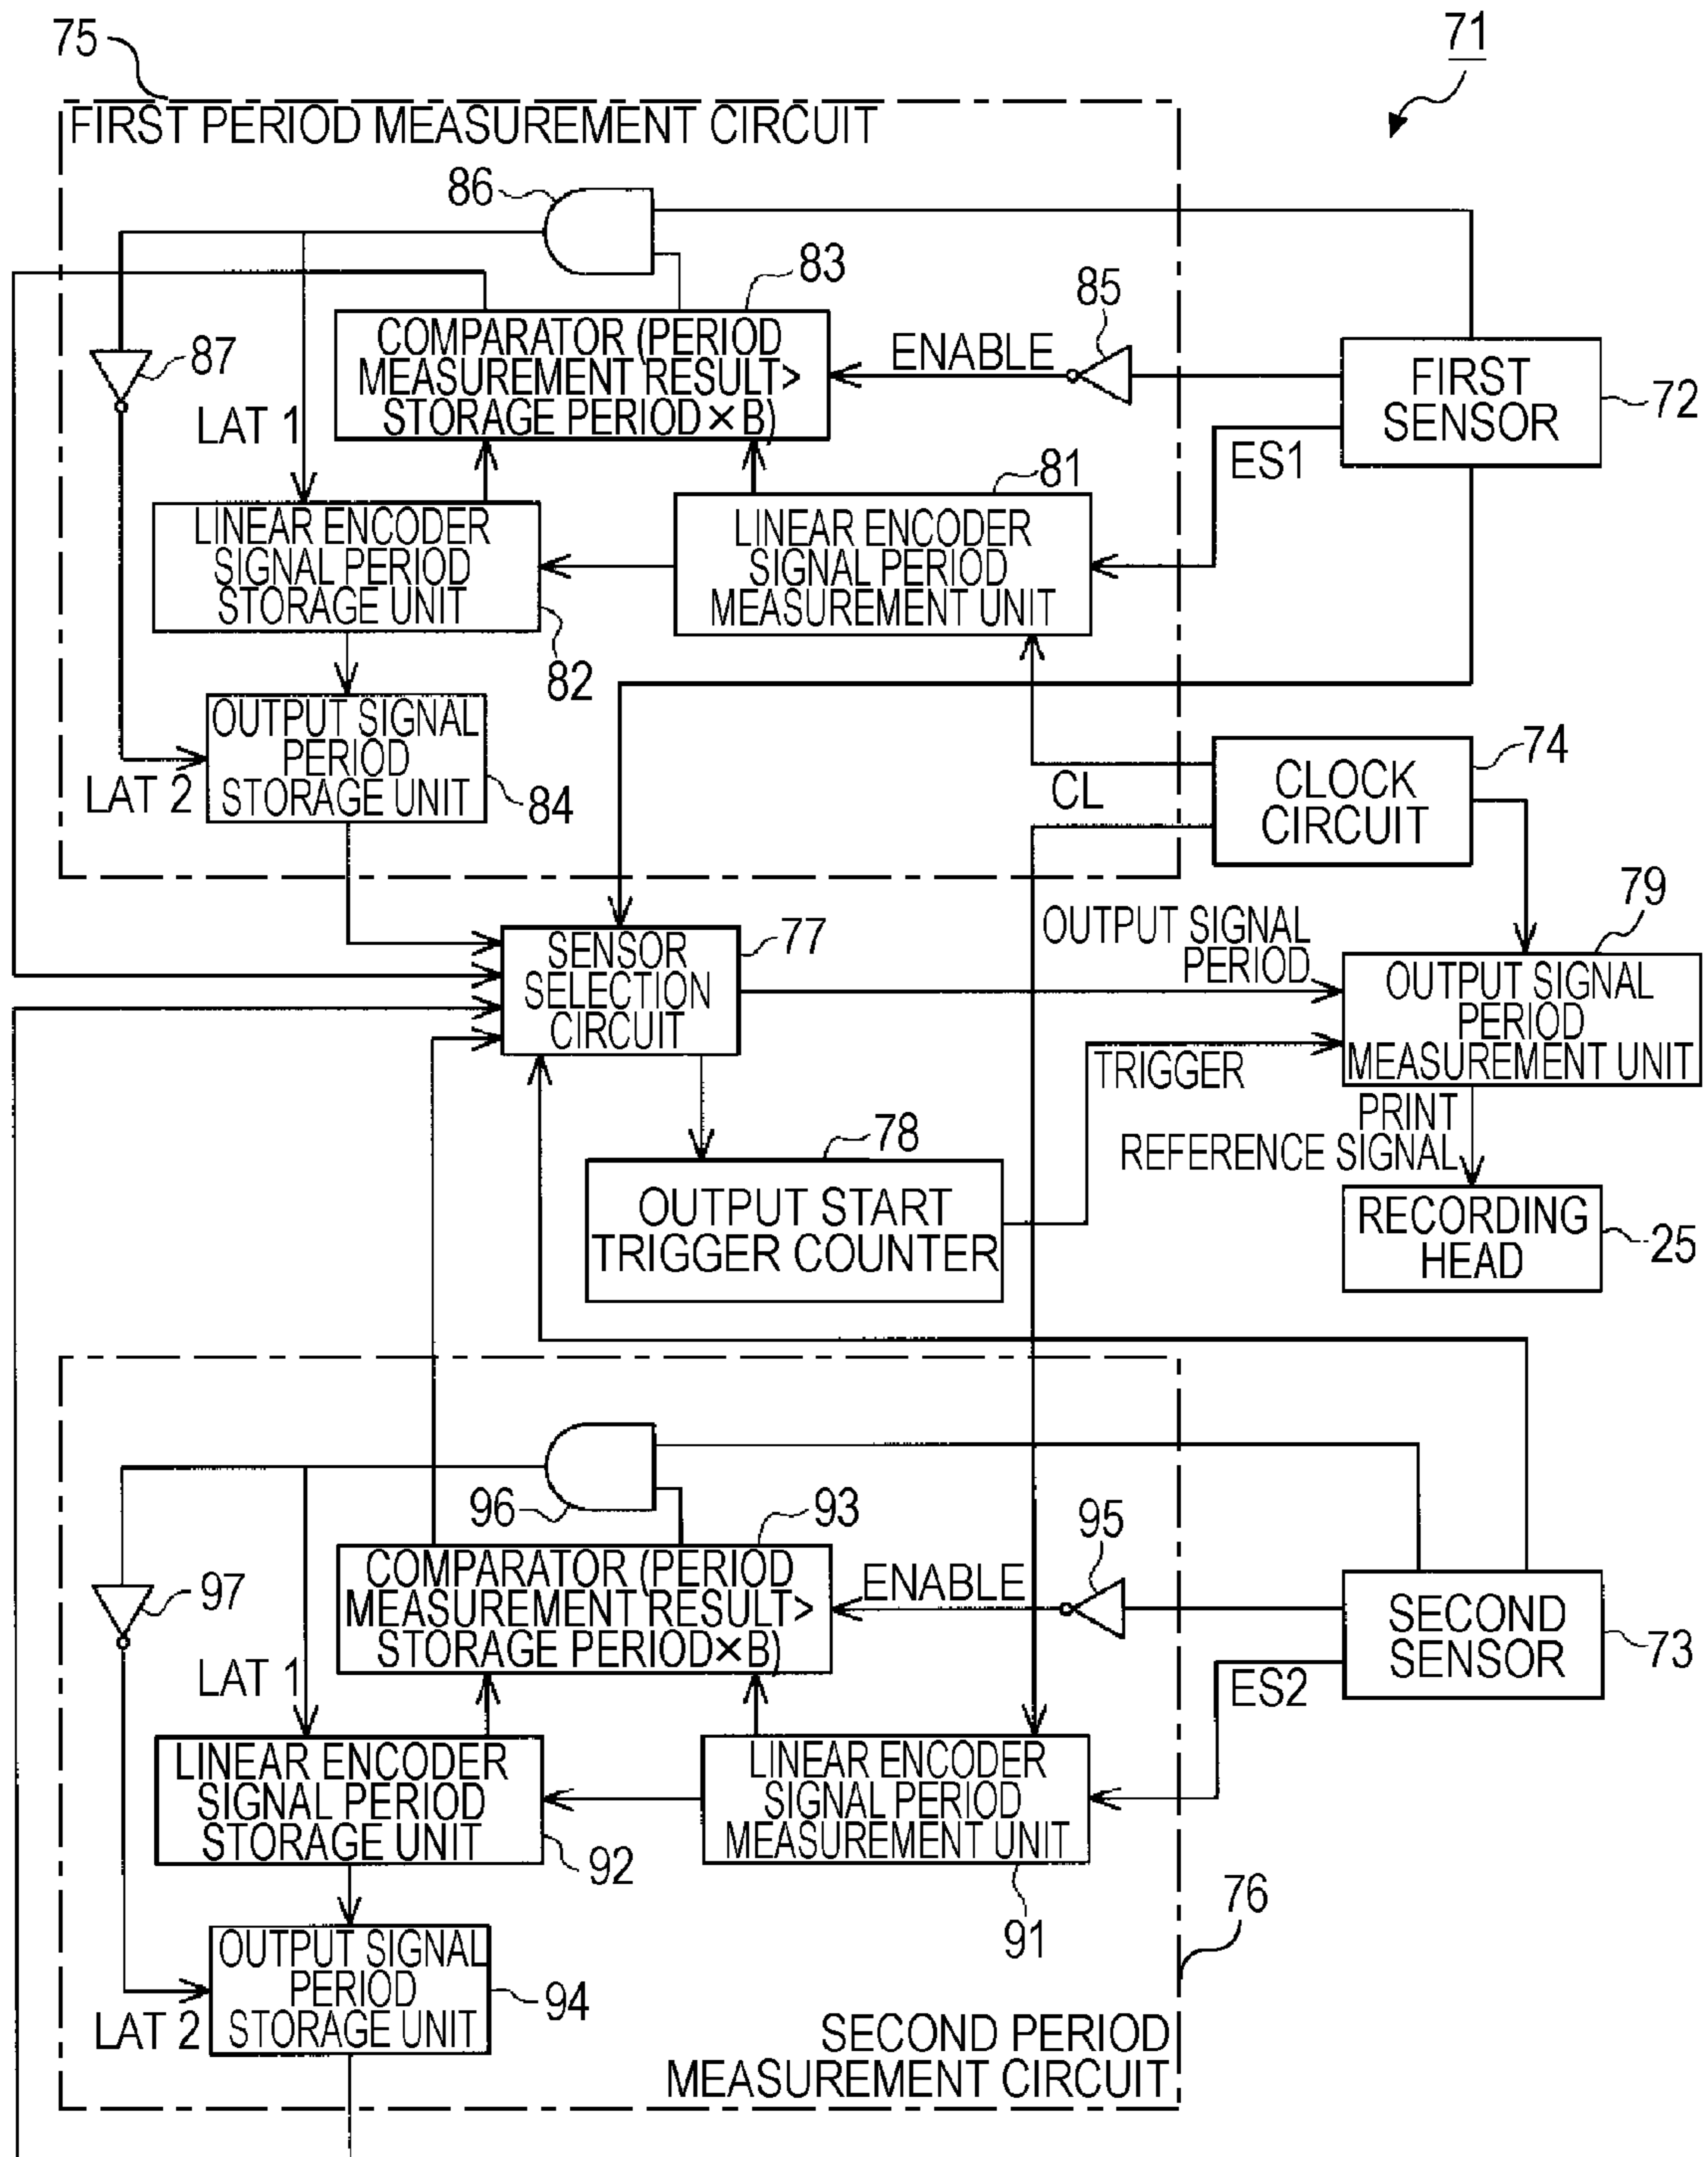 75
71
FIRST PERIOD MEASUREMENT CIRCUIT
86
83
85
87
COMPARATOR (PERIOD
MEASUREMENT RESULT>
STORAGE PERIOD×B)
ENABLE
FIRST
SENSOR
72
LAT 1
ES1
81
LINEAR ENCODER
SIGNAL PERIOD
STORAGE UNIT
LINEAR ENCODER
SIGNAL PERIOD
MEASUREMENT UNIT
82
OUTPUT SIGNAL
PERIOD
STORAGE UNIT
LAT 2
84
CL
CLOCK
CIRCUIT
74
79
SENSOR
SELECTION
CIRCUIT
77
OUTPUT SIGNAL
PERIOD
OUTPUT SIGNAL
PERIOD
MEASUREMENT UNIT
TRIGGER
PRINT
REFERENCE SIGNAL
78
OUTPUT START
TRIGGER COUNTER
RECORDING
HEAD
25
96
93
95
97
COMPARATOR (PERIOD
MEASUREMENT RESULT>
STORAGE PERIOD×B)
ENABLE
SECOND
SENSOR
73
LAT 1
ES2
LINEAR ENCODER
SIGNAL PERIOD
STORAGE UNIT
LINEAR ENCODER
SIGNAL PERIOD
MEASUREMENT UNIT
92
91
76
OUTPUT SIGNAL
PERIOD
STORAGE UNIT
LAT 2
94
SECOND PERIOD
MEASUREMENT CIRCUIT